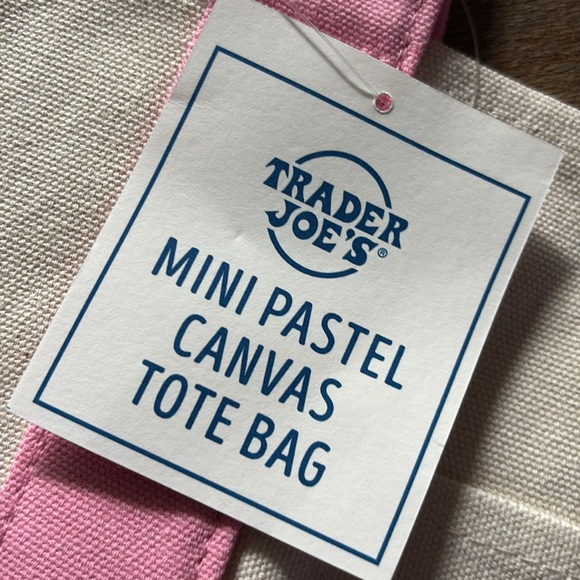 TRADER
JOE'S®
MINI PASTEL
CANVAS
TOTE BAG